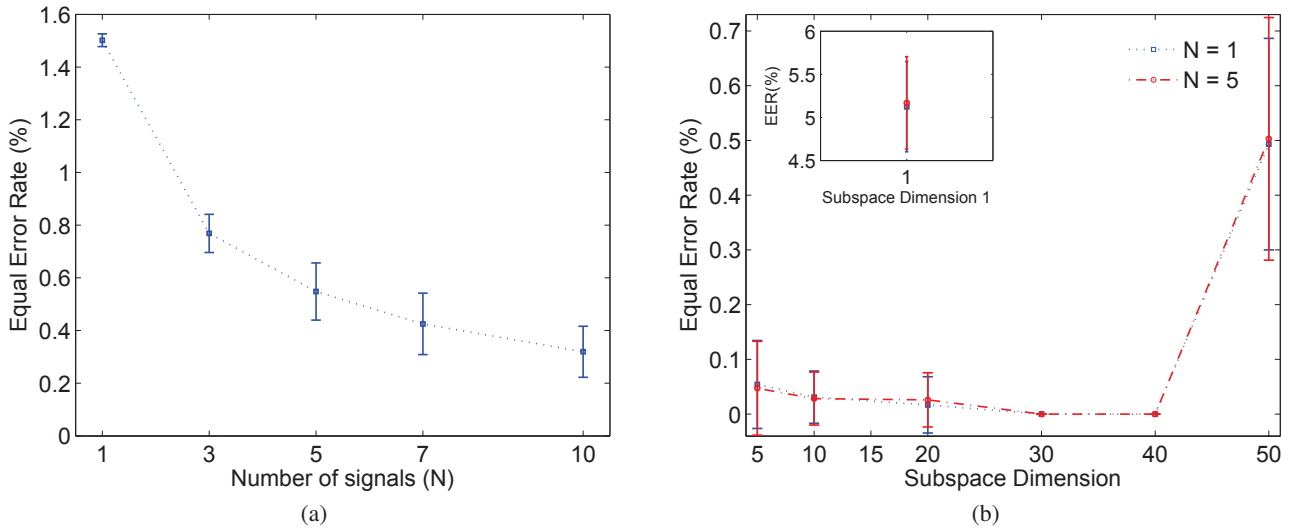 1.6
1.4
1.2
1
0.8
0.6
0.4
0.2
0
Equal Error Rate (%)
1 3 5 7 10
Number of signals (N)
(a)
0.7
0.6
0.5
0.4
0.3
0.2
0.1
0
Equal Error Rate (%)
6
5.5
5
4.5
EER(%)
1
Subspace Dimension 1
N = 1
N = 5
5 10 15 20 30 40 50
Subspace Dimension
(b)